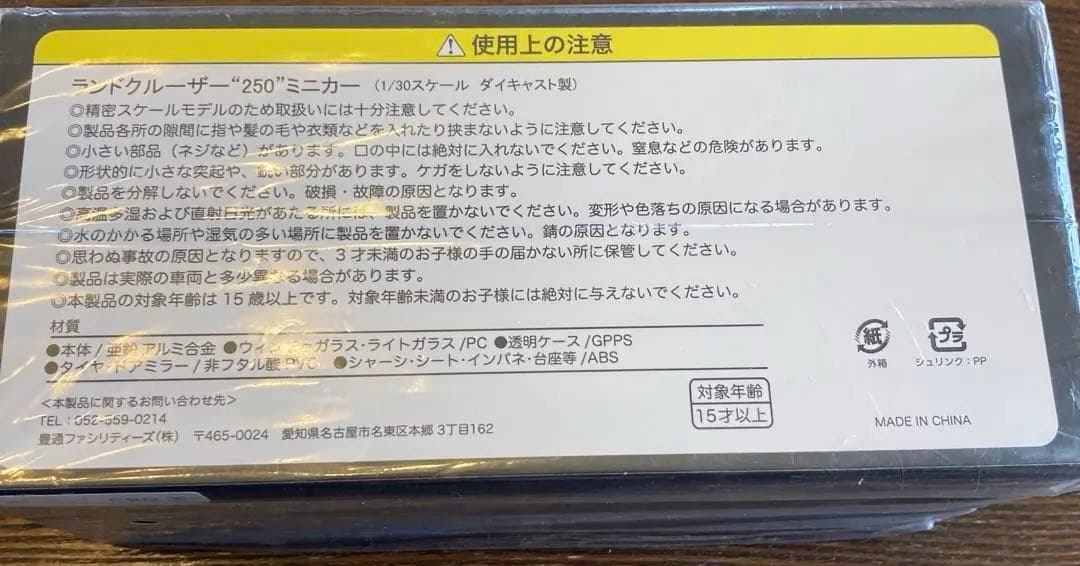 使用上の注意
ランドクルーザー“250”ミニカー （1/30スケール ダイキャスト製）
◎精密スケールモデルのため取扱いには十分注意してください。
◎製品各所の隙間に指や髪の毛や衣類などを入れたり挟まないように注意してください。
◎小さい部品（ネジなど）があります。口の中には絶対に入れないでください。窒息などの危険があります。
◎形状的に小さな突起や、鋭い部分があります。ケガをしないように注意してください。
◎製品を分解しないでください。破損・故障の原因となります。
◎高温多湿および直射日光があたる所には、製品を置かないでください。変形や色落ちの原因になる場合があります。
◎水のかかる場所や湿気の多い場所に製品を置かないでください。錆の原因となります。
◎思わぬ事故の原因となりますので、3才未満のお子様の手の届かない所に保管してください。
◎製品は実際の車両と多少異なる場合があります。
◎本製品の対象年齢は15歳以上です。対象年齢未満のお子様には絶対に与えないでください。
材質
●本体/亜鉛 アルミ合金 ●ウィンドウガラス・ライトガラス/PC ●透明ケース/GPPS
●タイヤ・ドアミラー/非フタル酸 PVC ●シャーシ・シート・インパネ・台座等/ABS
紙
外箱
プラ
シュリンク：PP
対象年齢
15才以上
MADE IN CHINA
＜本製品に関するお問い合わせ先＞
TEL：052-559-0214
豊通ファシリティーズ（株） 〒465-0024 愛知県名古屋市名東区本郷3丁目162